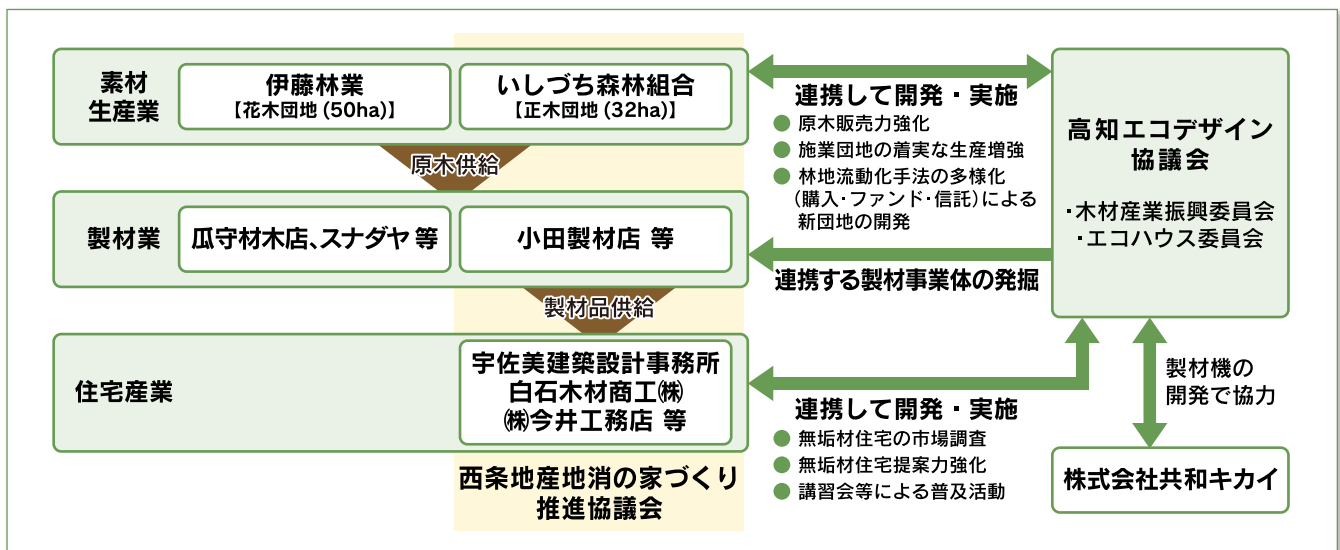 素材
生産業
伊藤林業
【花木団地(50ha)】
いしづち森林組合
【正木団地(32ha)】
原木供給
製材業
瓜守材木店、スナダヤ 等
小田製材店 等
製材品供給
住宅産業
宇佐美建築設計事務所
白石木材商工㈱
㈱今井工務店 等
西条地産地消の家づくり
推進協議会
連携して開発・実施
● 原木販売力強化
● 施業団地の着実な生産増強
● 林地流動化手法の多様化
(購入・ファンド・信託)による
新団地の開発
連携する製材事業体の発掘
連携して開発・実施
● 無垢材住宅の市場調査
● 無垢材住宅提案力強化
● 講習会等による普及活動
高知エコデザイン
協議会
・木材産業振興委員会
・エコハウス委員会
製材機の
開発で協力
株式会社共和キカイ